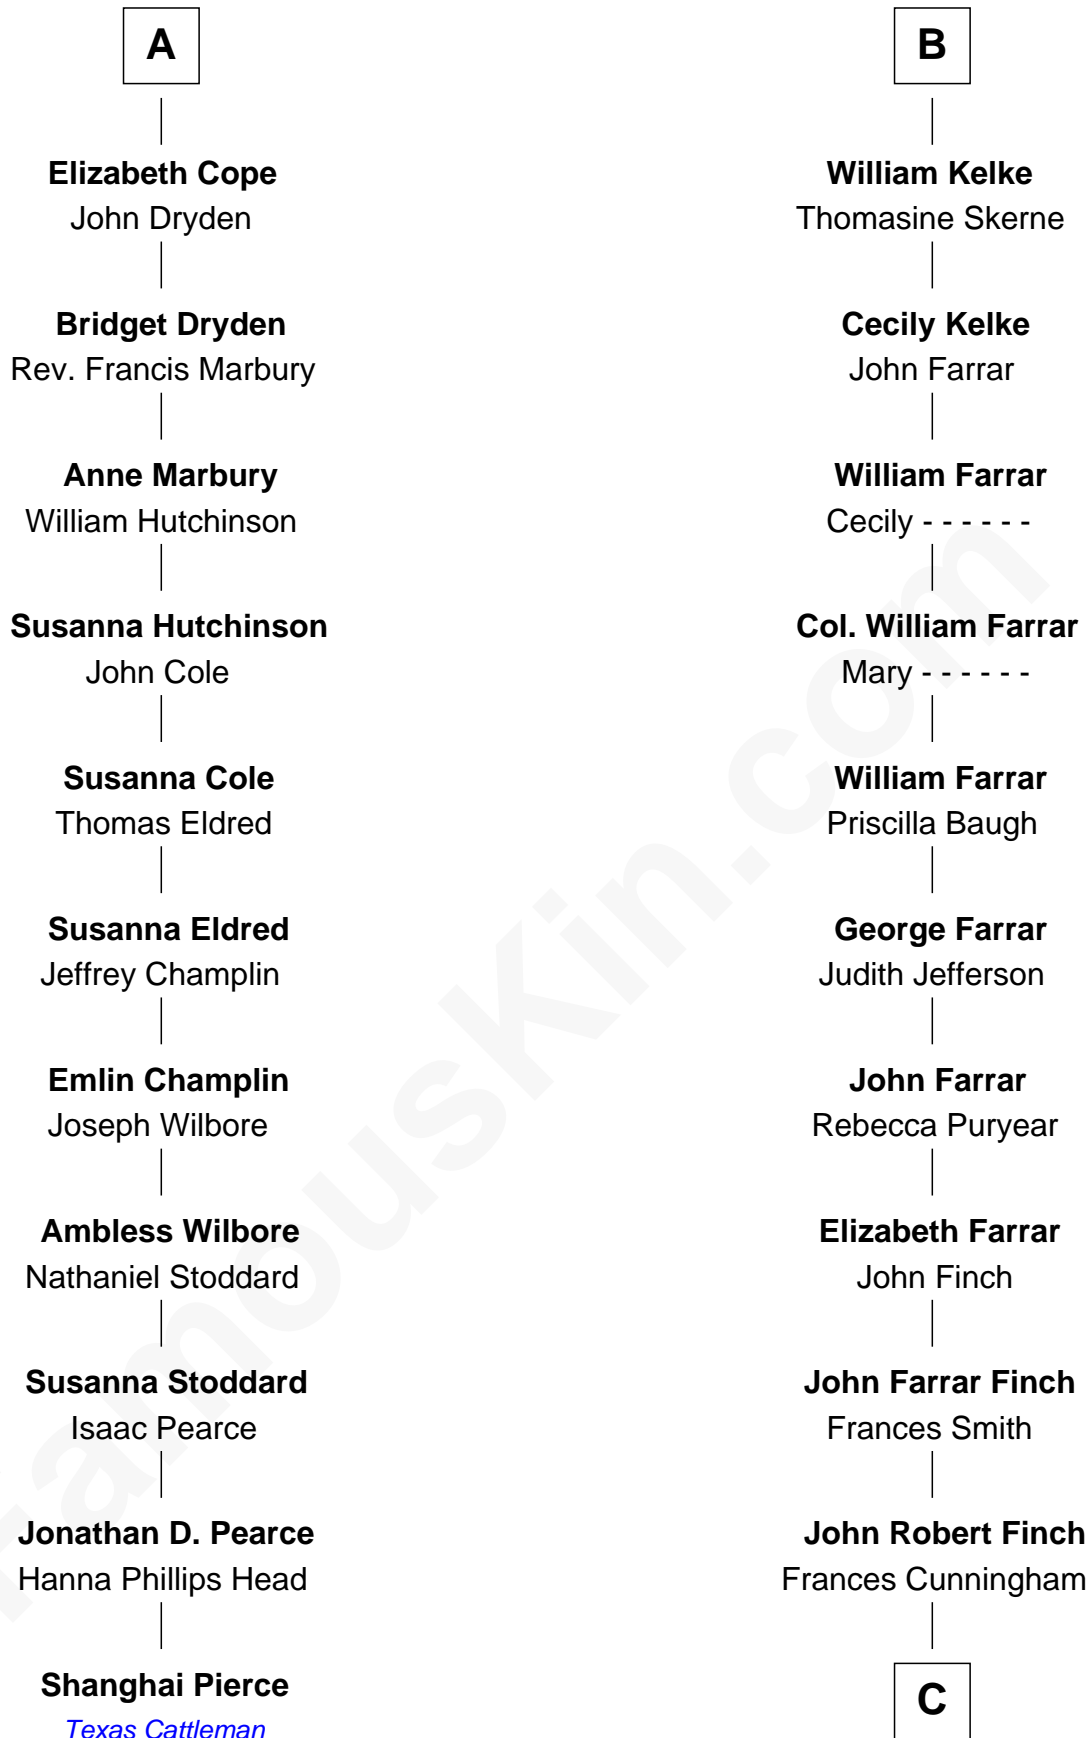 A
Elizabeth Cope
John Dryden
Bridget Dryden
Rev. Francis Marbury
Anne Marbury
William Hutchinson
Susanna Hutchinson
John Cole
Susanna Cole
Thomas Eldred
Susanna Eldred
Jeffrey Champlin
Emlin Champlin
Joseph Wilbore
Ambless Wilbore
Nathaniel Stoddard
Susanna Stoddard
Isaac Pearce
Jonathan D. Pearce
Hanna Phillips Head
Shanghai Pierce
Texas Cattleman
B
William Kelke
Thomasine Skerne
Cecily Kelke
John Farrar
William Farrar
Cecily - - - - - -
Col. William Farrar
Mary - - - - - -
William Farrar
Priscilla Baugh
George Farrar
Judith Jefferson
John Farrar
Rebecca Puryear
Elizabeth Farrar
John Finch
John Farrar Finch
Frances Smith
John Robert Finch
Frances Cunningham
C
FamousKin.com